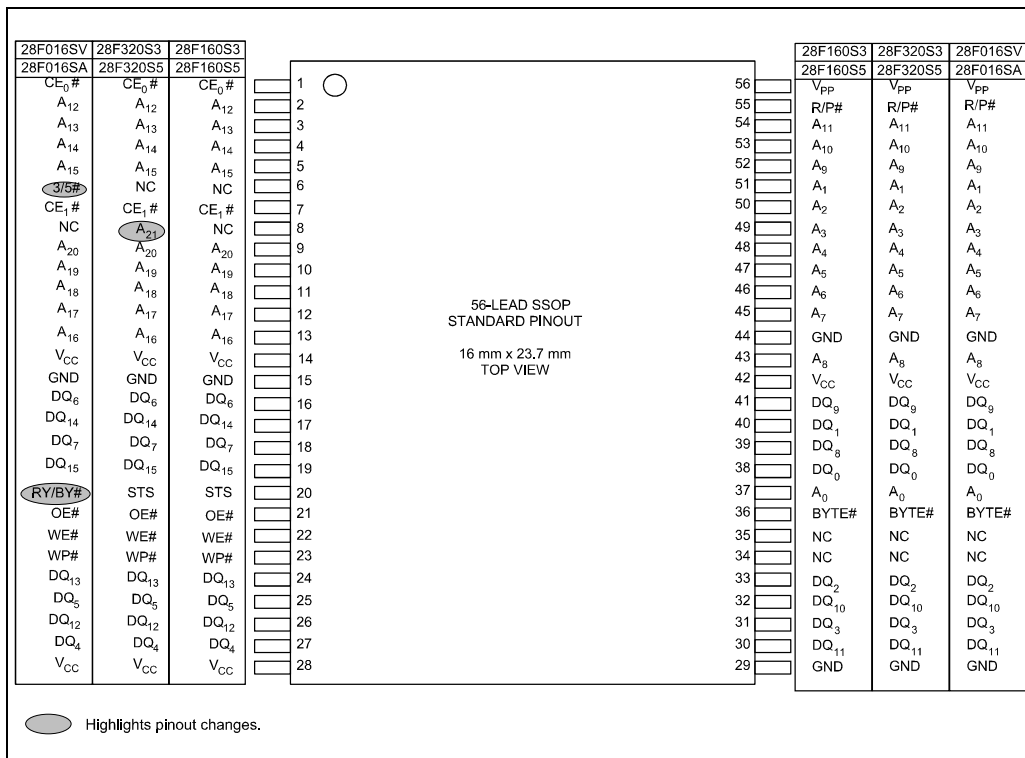 28F016SV 28F320S3 28F160S3 28F160S3 28F320S3 28F016SV
28F016SA 28F320S5 28F160S5 28F160S5 28F320S5 28F016SA
CE0# CE0# CE0# 1 56 VPP VPP VPP
A12 A12 A12 2 55 R/P# R/P# R/P#
A13 A13 A13 3 54 A11 A11 A11
A14 A14 A14 4 53 A10 A10 A10
A15 A15 A15 5 52 A9 A9 A9
3/5# NC NC 6 51 A1 A1 A1
CE1# CE1# CE1# 7 50 A2 A2 A2
NC A21 NC 8 49 A3 A3 A3
A20 A20 A20 9 48 A4 A4 A4
A19 A19 A19 10 47 A5 A5 A5
A18 A18 A18 11 46 A6 A6 A6
A17 A17 A17 12 45 A7 A7 A7
A16 A16 A16 13 44 GND GND GND
VCC VCC VCC 14 43 A8 A8 A8
GND GND GND 15 42 VCC VCC VCC
DQ6 DQ6 DQ6 16 41 DQ9 DQ9 DQ9
DQ14 DQ14 DQ14 17 40 DQ1 DQ1 DQ1
DQ7 DQ7 DQ7 18 39 DQ8 DQ8 DQ8
DQ15 DQ15 DQ15 19 38 DQ0 DQ0 DQ0
RY/BY# STS STS 20 37 A0 A0 A0
OE# OE# OE# 21 36 BYTE# BYTE# BYTE#
WE# WE# WE# 22 35 NC NC NC
WP# WP# WP# 23 34 NC NC NC
DQ13 DQ13 DQ13 24 33 DQ2 DQ2 DQ2
DQ5 DQ5 DQ5 25 32 DQ10 DQ10 DQ10
DQ12 DQ12 DQ12 26 31 DQ3 DQ3 DQ3
DQ4 DQ4 DQ4 27 30 DQ11 DQ11 DQ11
VCC VCC VCC 28 29 GND GND GND
56-LEAD SSOP
STANDARD PINOUT
16 mm x 23.7 mm
TOP VIEW
Highlights pinout changes.